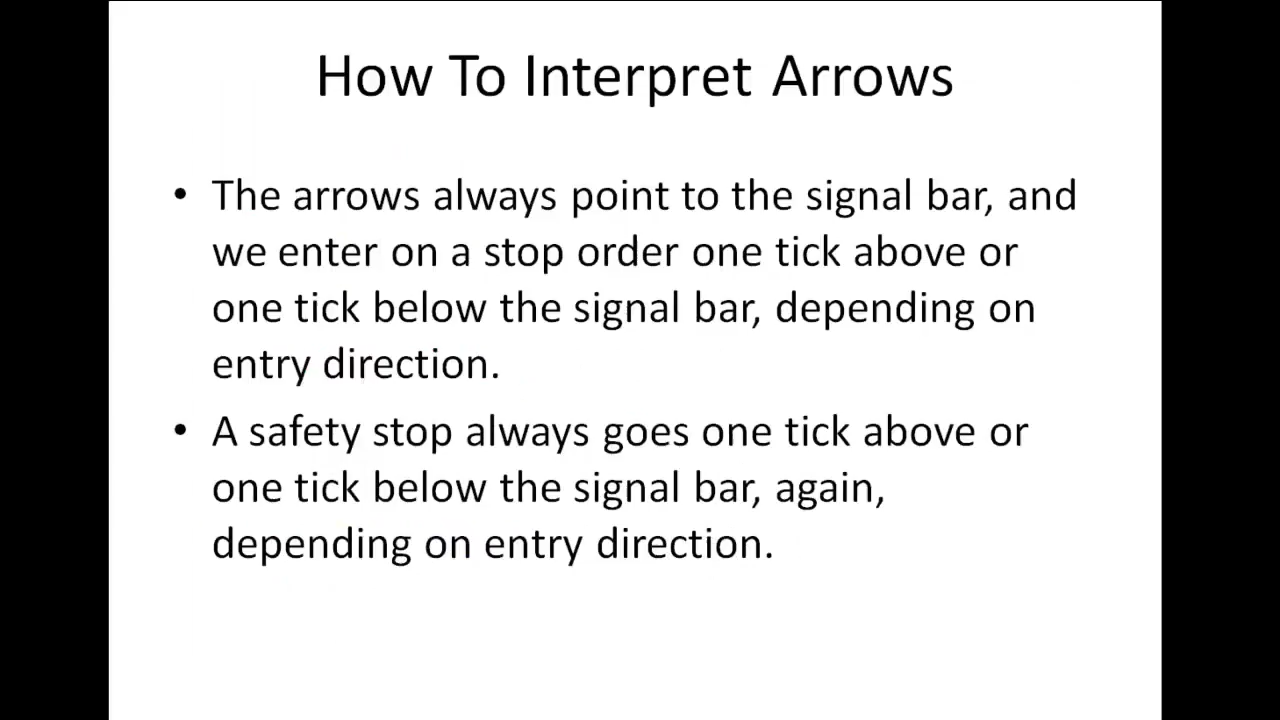 How To Interpret Arrows
• The arrows always point to the signal bar, and
we enter on a stop order one tick above or
one tick below the signal bar, depending on
entry direction.
• A safety stop always goes one tick above or
one tick below the signal bar, again,
depending on entry direction.